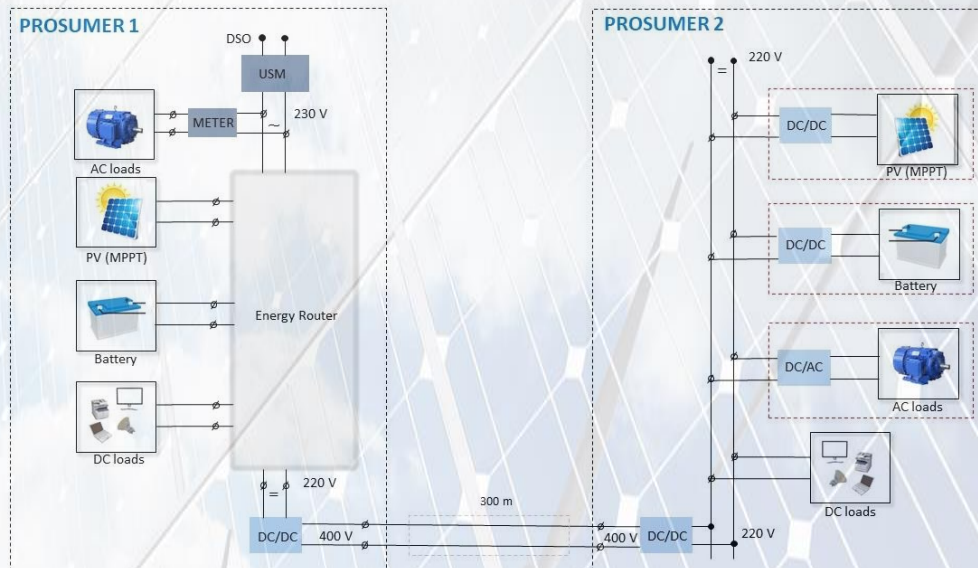 PROSUMER 1
DSO
USM
METER
~
230 V
AC loads
PV (MPPT)
Battery
DC loads
Energy Router
=
220 V
DC/DC
400 V
300 m
PROSUMER 2
=
220 V
DC/DC
PV (MPPT)
DC/DC
Battery
DC/AC
AC loads
DC loads
400 V
DC/DC
220 V